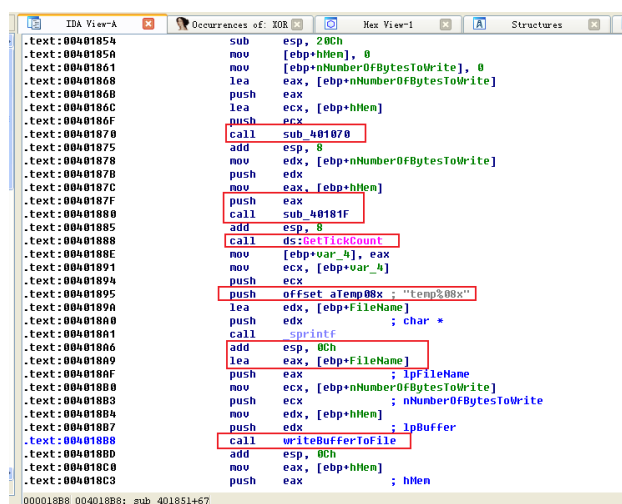 IDA View-A Occurrences of: XOR Hex View-1 Structures
.text:00401854 sub esp, 20Ch
.text:0040185A mov [ebp+hMem], 0
.text:00401861 mov [ebp+nNumberOfBytesToWrite], 0
.text:00401868 lea eax, [ebp+nNumberOfBytesToWrite]
.text:0040186B push eax
.text:0040186C lea ecx, [ebp+hMem]
.text:0040186F push ecx
.text:00401870 call sub_401070
.text:00401875 add esp, 8
.text:00401878 mov edx, [ebp+nNumberOfBytesToWrite]
.text:0040187B push edx
.text:0040187C mov eax, [ebp+hMem]
.text:0040187F push eax
.text:00401880 call sub_40181F
.text:00401885 add esp, 8
.text:00401888 call ds:GetTickCount
.text:0040188E mov [ebp+var_4], eax
.text:00401891 mov ecx, [ebp+var_4]
.text:00401894 push ecx
.text:00401895 push offset aTemp08x ; "temp%08x"
.text:0040189A lea edx, [ebp+FileName]
.text:004018A0 push edx ; char *
.text:004018A1 call _sprintf
.text:004018A6 add esp, 0Ch
.text:004018A9 lea eax, [ebp+FileName]
.text:004018AF push eax ; lpFileName
.text:004018B0 mov ecx, [ebp+nNumberOfBytesToWrite]
.text:004018B3 push ecx ; nNumberOfBytesToWrite
.text:004018B4 mov edx, [ebp+hMem]
.text:004018B7 push edx ; lpBuffer
.text:004018B8 call writeBufferToFile
.text:004018BD add esp, 0Ch
.text:004018C0 mov eax, [ebp+hMem]
.text:004018C3 push eax ; hMem
000018B8 004018B8: sub_401851+67